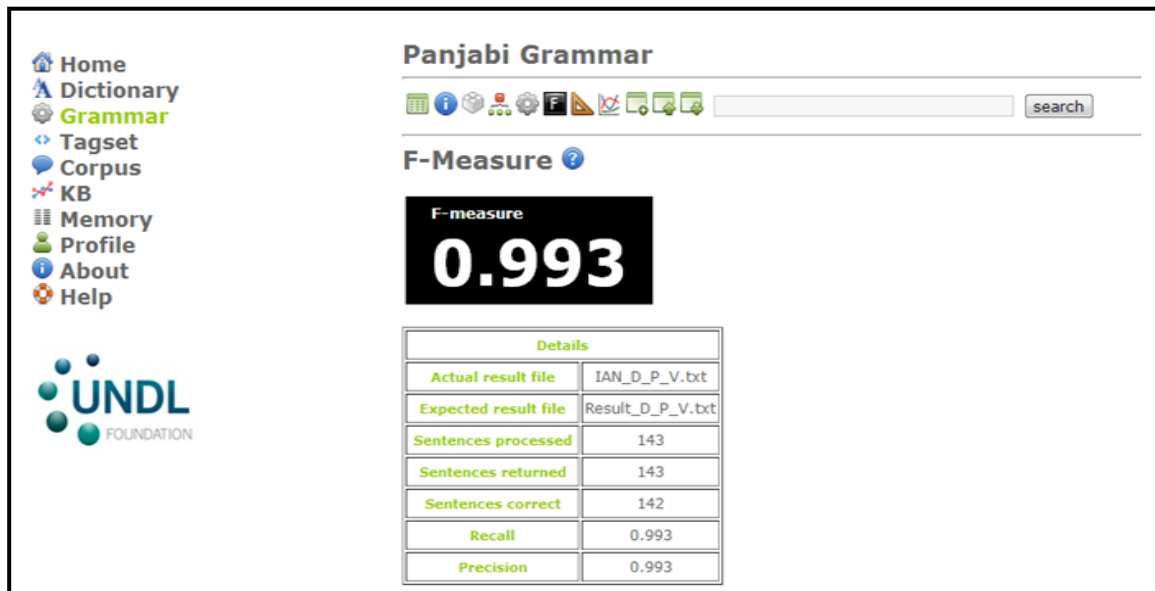 Home
Dictionary
Grammar
Tagset
Corpus
KB
Memory
Profile
About
Help
UNDL
FOUNDATION
Panjabi Grammar
search
F-Measure
F-measure
0.993
Details
Actual result file IAN_D_P_V.txt
Expected result file Result_D_P_V.txt
Sentences processed 143
Sentences returned 143
Sentences correct 142
Recall 0.993
Precision 0.993